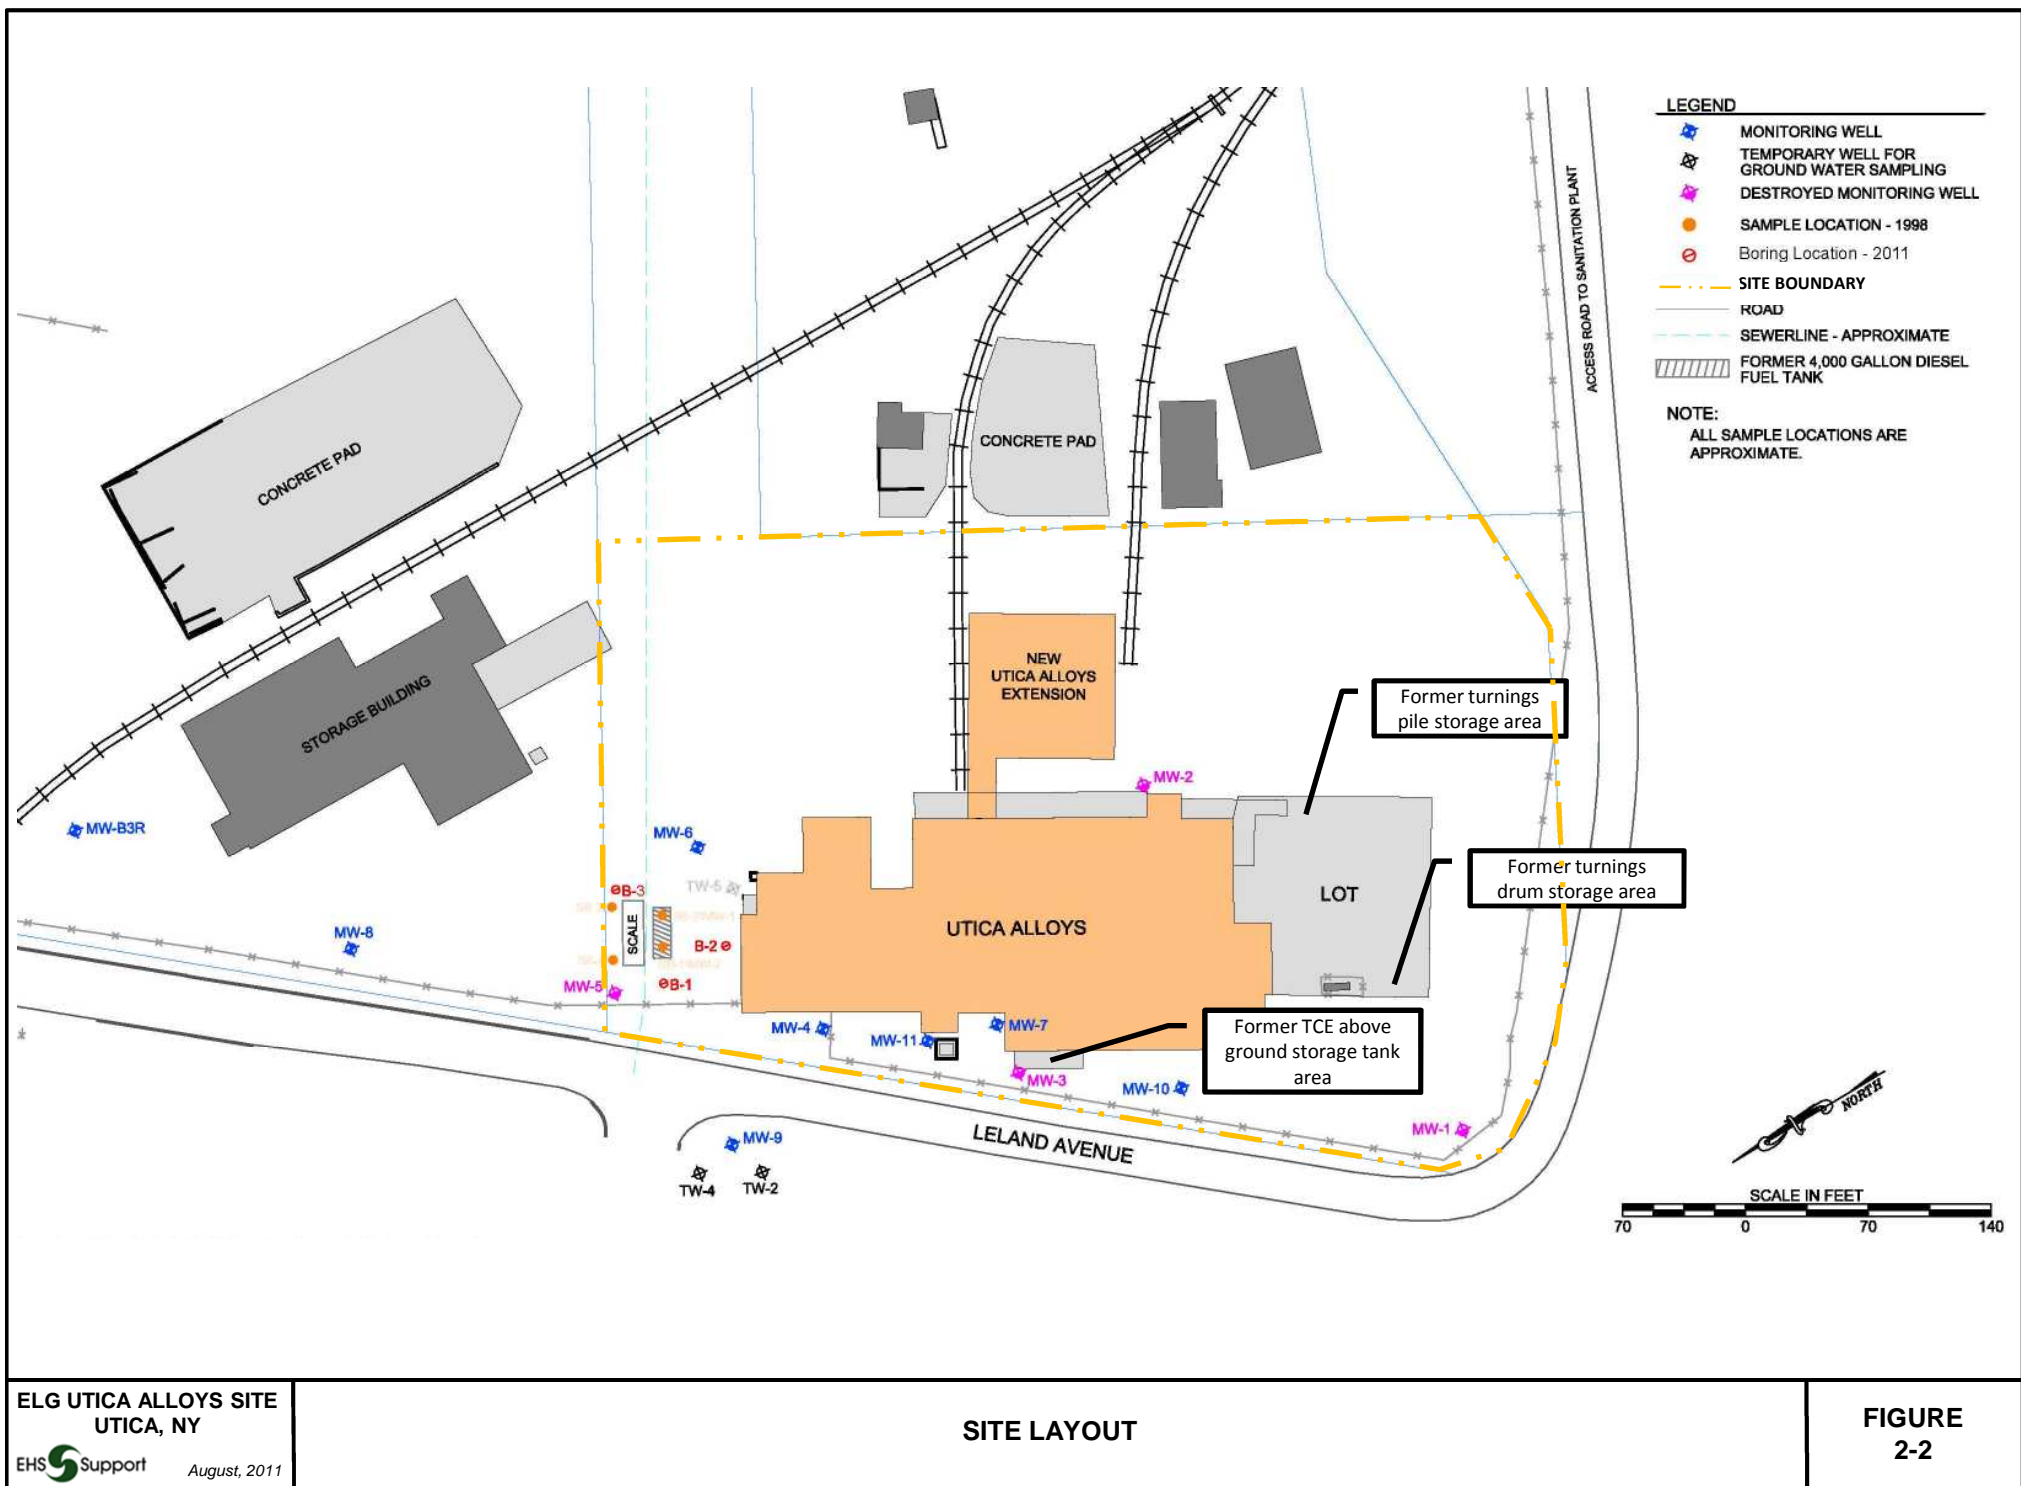 LEGEND
MONITORING WELL
TEMPORARY WELL FOR
GROUND WATER SAMPLING
DESTROYED MONITORING WELL
SAMPLE LOCATION - 1998
Boring Location - 2011
SITE BOUNDARY
ROAD
SEWERLINE - APPROXIMATE
FORMER 4,000 GALLON DIESEL
FUEL TANK
NOTE:
ALL SAMPLE LOCATIONS ARE
APPROXIMATE.
ACCESS ROAD TO SANITATION PLANT
CONCRETE PAD
CONCRETE PAD
STORAGE BUILDING
NEW
UTICA ALLOYS
EXTENSION
Former turnings
pile storage area
MW-2
MW-B3R
MW-6
TW-5
B-3
Former turnings
drum storage area
LOT
SCALE
UTICA ALLOYS
MW-8
B-2
B-1
MW-5
MW-4
MW-11
MW-7
Former TCE above
ground storage tank
area
MW-3
MW-10
MW-1
MW-9
TW-4
TW-2
LELAND AVENUE
NORTH
SCALE IN FEET
70 0 70 140
ELG UTICA ALLOYS SITE
UTICA, NY
EHS Support
August, 2011
SITE LAYOUT
FIGURE
2-2